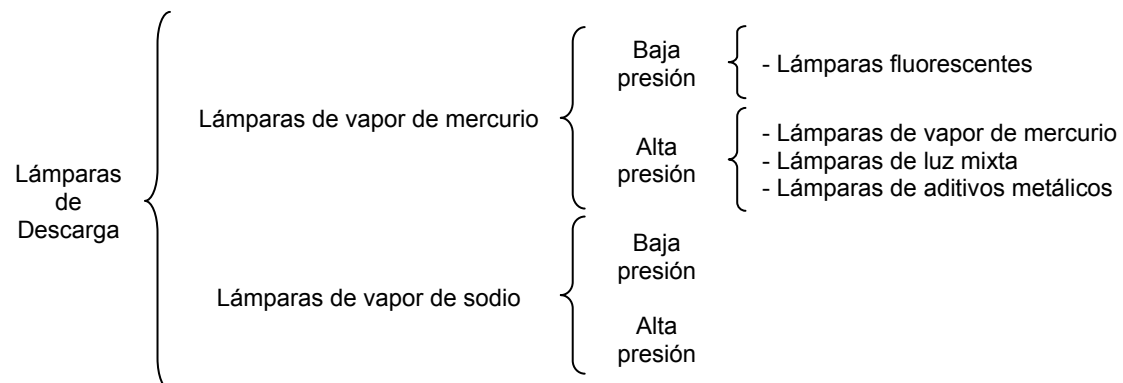 Lámparas
de
Descarga
Lámparas de vapor de mercurio
Baja
presión
- Lámparas fluorescentes
Alta
presión
- Lámparas de vapor de mercurio
- Lámparas de luz mixta
- Lámparas de aditivos metálicos
Lámparas de vapor de sodio
Baja
presión
Alta
presión